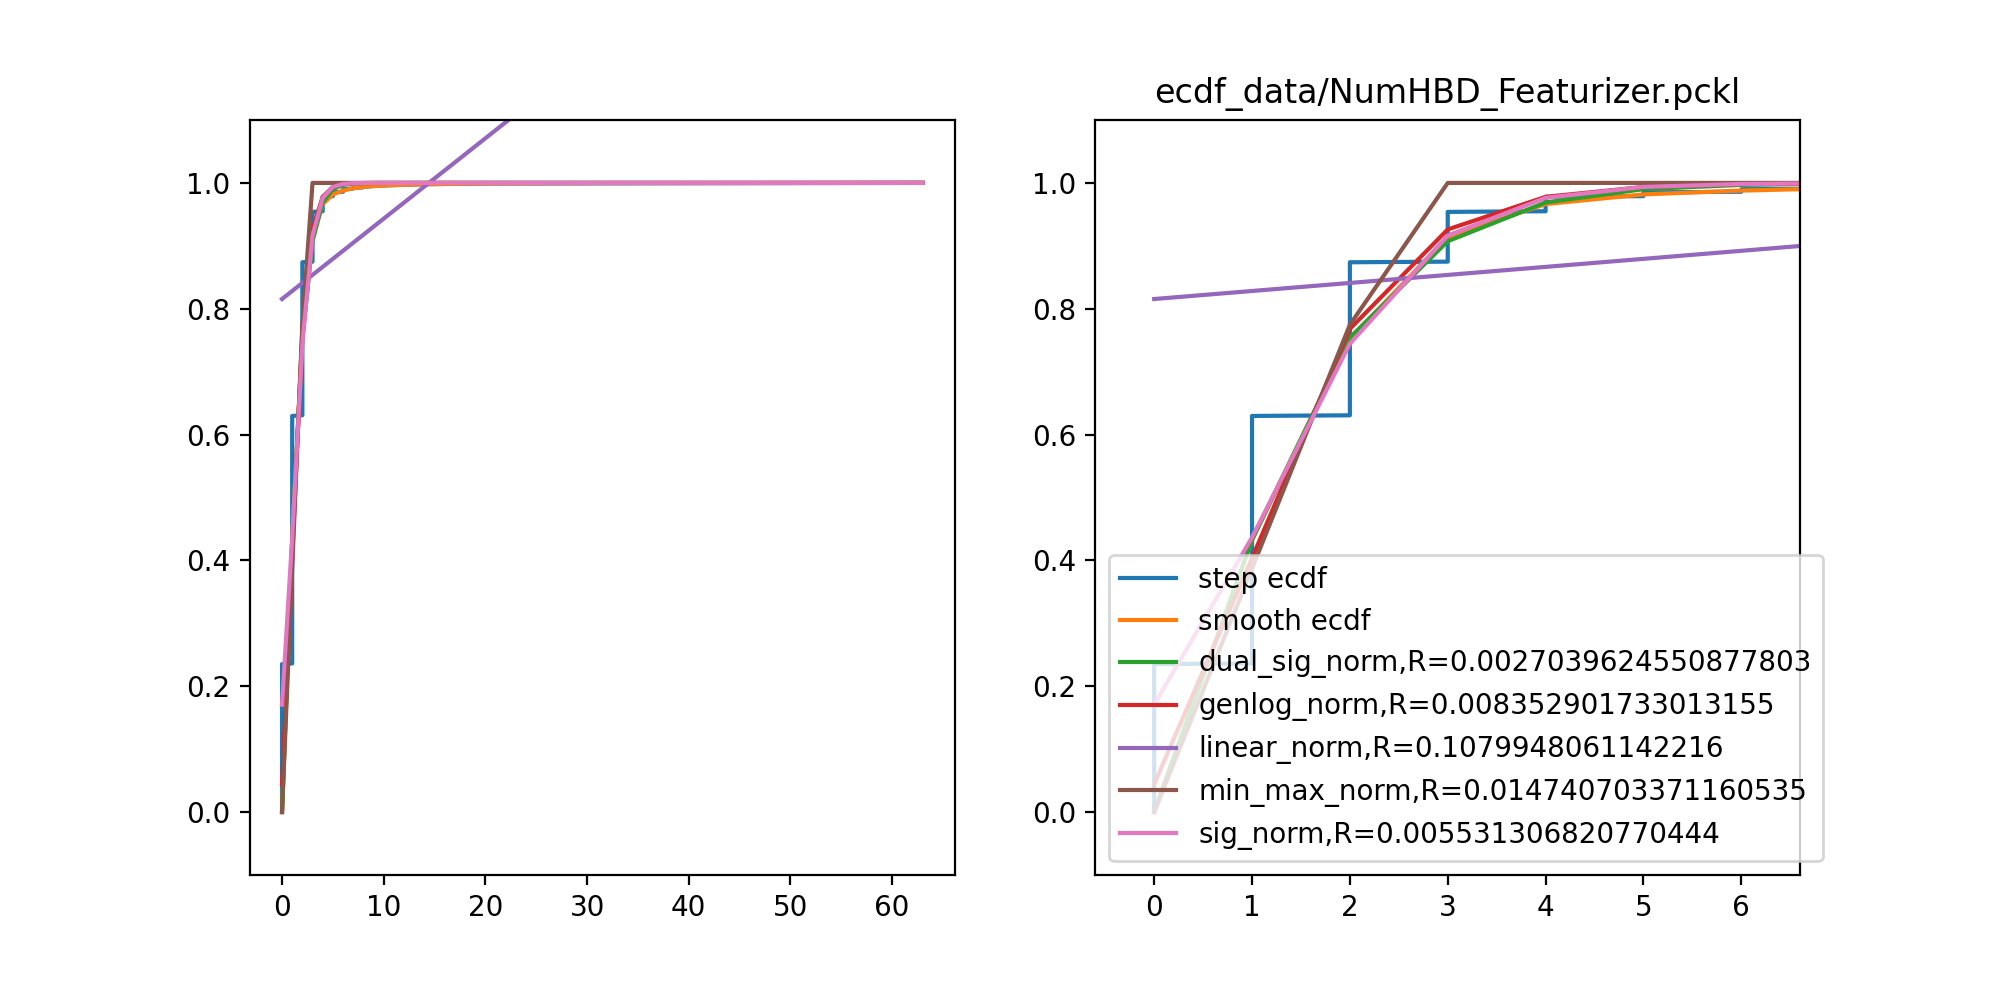 ecdf_data/NumHBD_Featurizer.pckl
1.0
0.8
0.6
0.4
0.2
0.0
0 10 20 30 40 50 60
1.0
0.8
0.6
0.4
0.2
0.0
step ecdf
smooth ecdf
dual_sig_norm,R=0.0027039624550877803
genlog_norm,R=0.008352901733013155
linear_norm,R=0.1079948061142216
min_max_norm,R=0.014740703371160535
sig_norm,R=0.005531306820770444
0 1 2 3 4 5 6